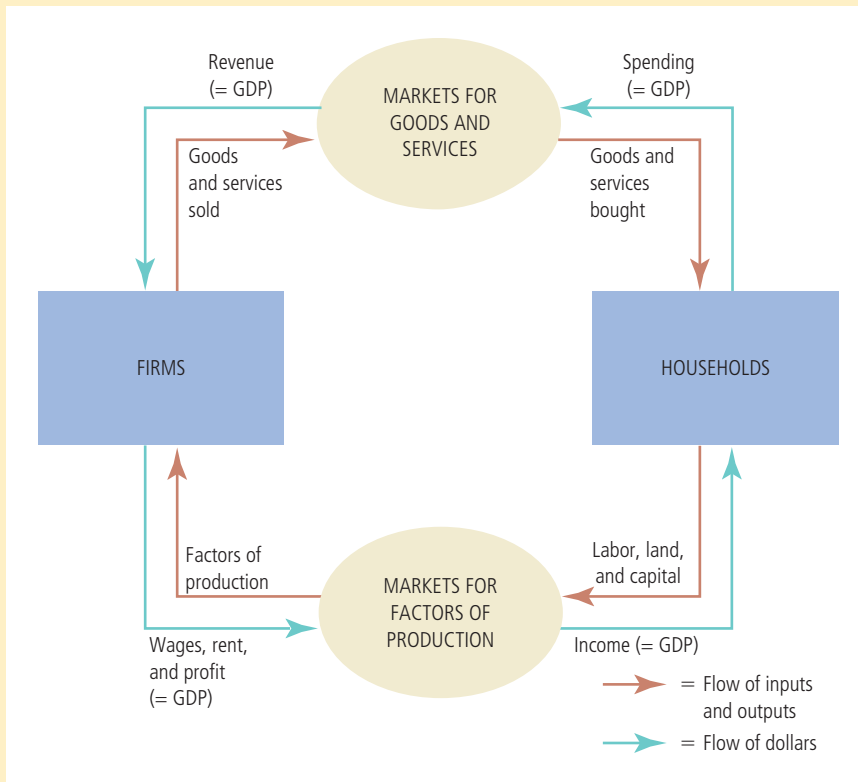 Revenue
(= GDP)
Spending
(= GDP)
MARKETS FOR
GOODS AND
SERVICES
Goods
and services
sold
Goods and
services
bought
FIRMS
HOUSEHOLDS
Factors of
production
Labor, land,
and capital
MARKETS FOR
FACTORS OF
PRODUCTION
Wages, rent,
and profit
(= GDP)
Income (= GDP)
= Flow of inputs
and outputs
= Flow of dollars